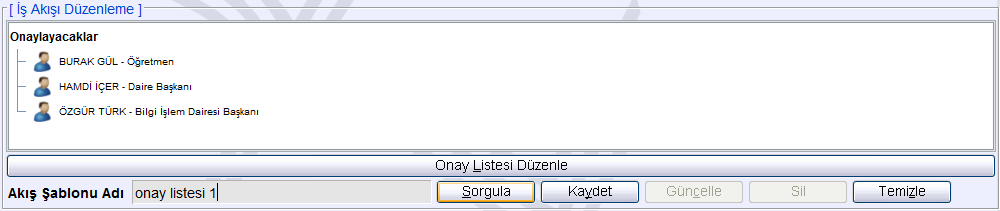 [ İş Akışı Düzenleme ]
Onaylayacaklar
BURAK GÜL - Öğretmen
HAMDİ İÇER - Daire Başkanı
ÖZGÜR TÜRK - Bilgi İşlem Dairesi Başkanı
Onay Listesi Düzenle
Akış Şablonu Adı onay listesi 1 Sorgula Kaydet Güncelle Sil Temizle